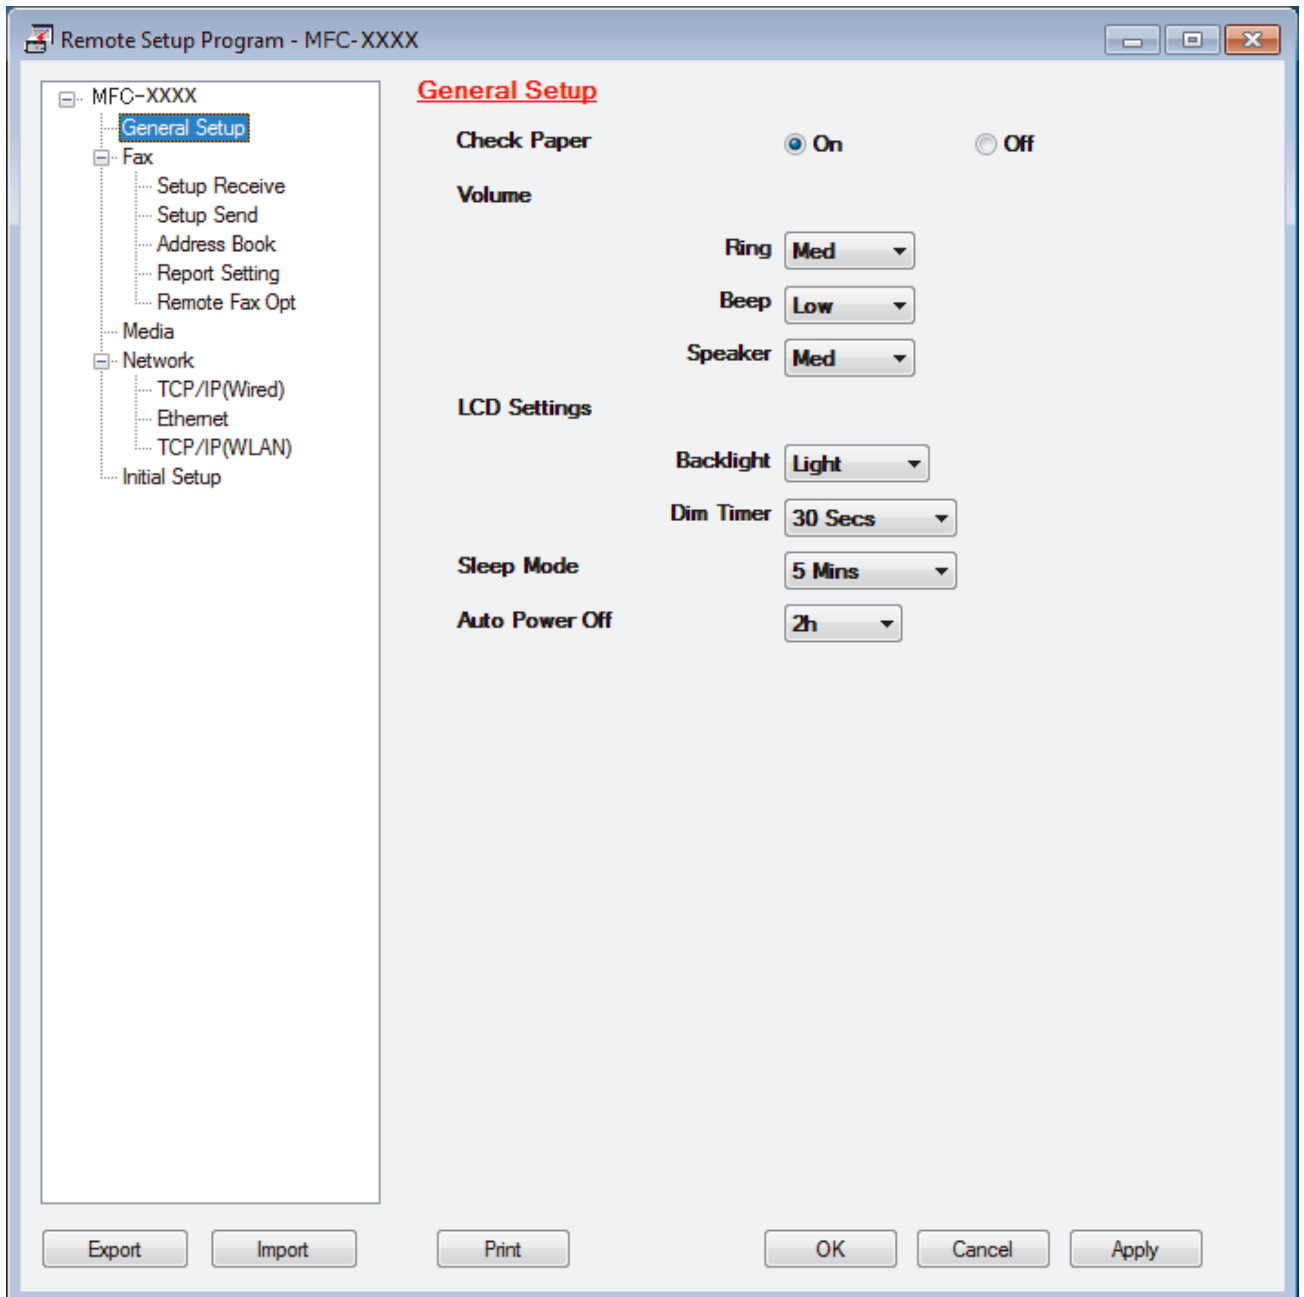 Remote Setup Program - MFC-XXXX
MFC-XXXX
General Setup
Fax
Setup Receive
Setup Send
Address Book
Report Setting
Remote Fax Opt
Media
Network
TCP/IP(Wired)
Ethernet
TCP/IP(WLAN)
Initial Setup
General Setup
Check Paper On Off
Volume
Ring Med
Beep Low
Speaker Med
LCD Settings
Backlight Light
Dim Timer 30 Secs
Sleep Mode 5 Mins
Auto Power Off 2h
Export Import Print OK Cancel Apply